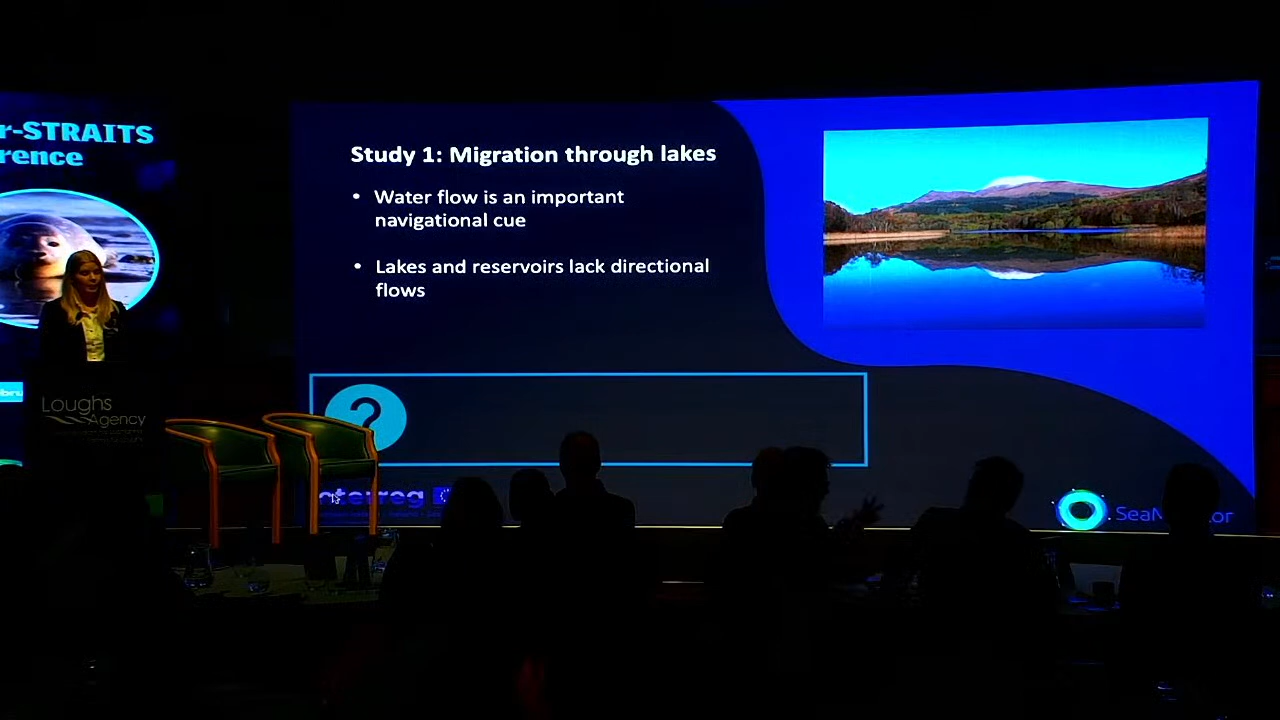 r-STRAITS
rence
Study 1: Migration through lakes
• Water flow is an important
navigational cue
• Lakes and reservoirs lack directional
flows
?
Loughs
Agency
terreg